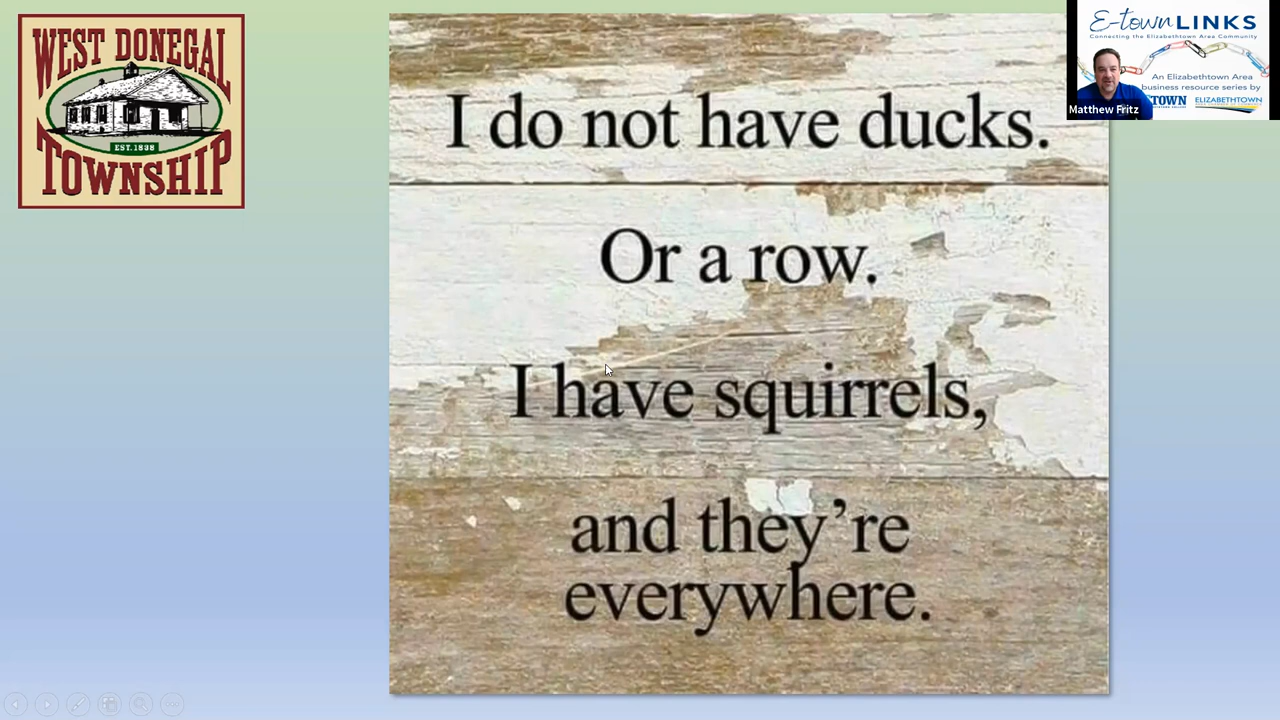 WEST DONEGAL
EST. 1838
TOWNSHIP
I do not have ducks.
Or a row.
I have squirrels,
and they're
everywhere.
E-town LINKS
Connecting the Elizabethtown Area Community
An Elizabethtown Area
business resource series by
TOWN
ELIZABETHTOWN
Matthew Fritz